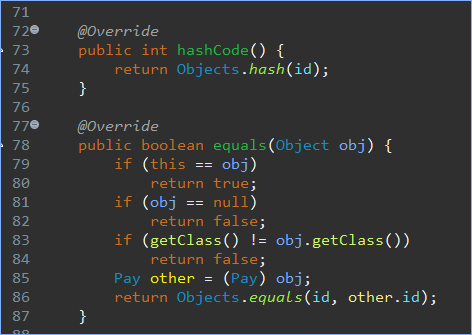 71
72 @Override
73 public int hashCode() {
74 return Objects.hash(id);
75 }
76
77 @Override
78 public boolean equals(Object obj) {
79 if (this == obj)
80 return true;
81 if (obj == null)
82 return false;
83 if (getClass() != obj.getClass())
84 return false;
85 Pay other = (Pay) obj;
86 return Objects.equals(id, other.id);
87 }
88